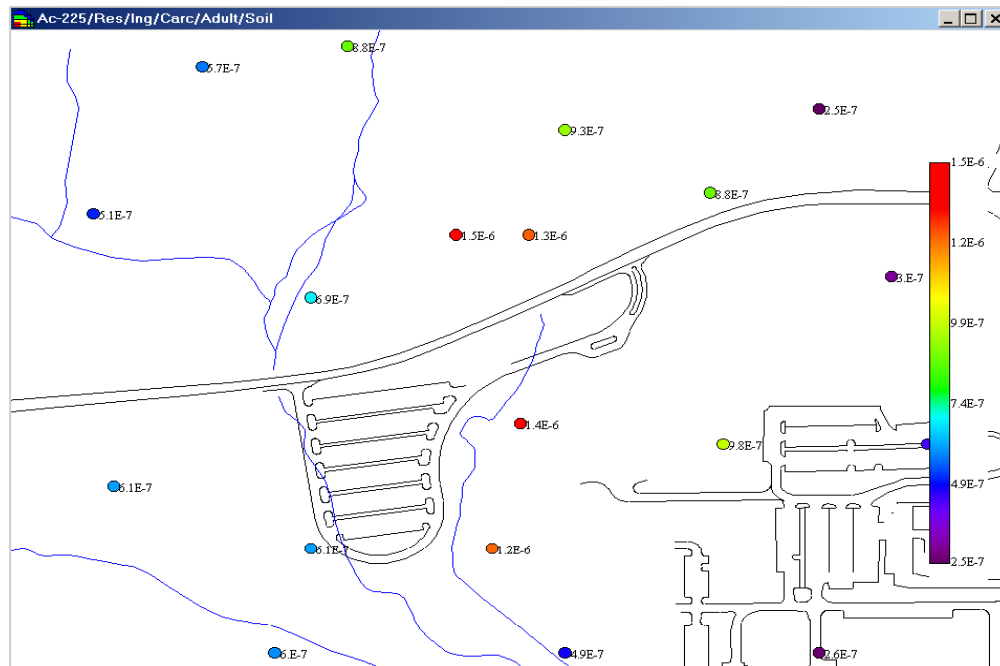 Ac-225/Res/Ing/Carc/Adult/Soil
8.8E-7
5.7E-7
2.5E-7
9.3E-7
1.5E-6
8.8E-7
5.1E-7
1.5E-6
1.3E-6
1.2E-6
3.E-7
6.9E-7
9.9E-7
7.4E-7
1.4E-6
9.8E-7
6.1E-7
4.9E-7
6.1E-7
1.2E-6
2.5E-7
6.E-7
4.9E-7
2.6E-7